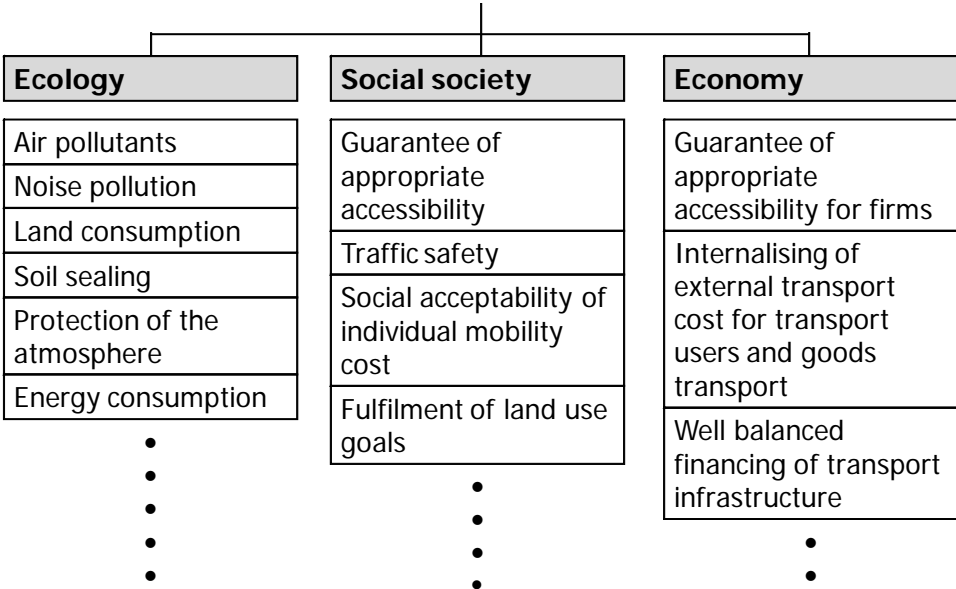 Ecology
Air pollutants
Noise pollution
Land consumption
Soil sealing
Protection of the
atmosphere
Energy consumption
Social society
Guarantee of
appropriate
accessibility
Traffic safety
Social acceptability of
individual mobility
cost
Fulfilment of land use
goals
Economy
Guarantee of
appropriate
accessibility for firms
Internalising of
external transport
cost for transport
users and goods
transport
Well balanced
financing of transport
infrastructure